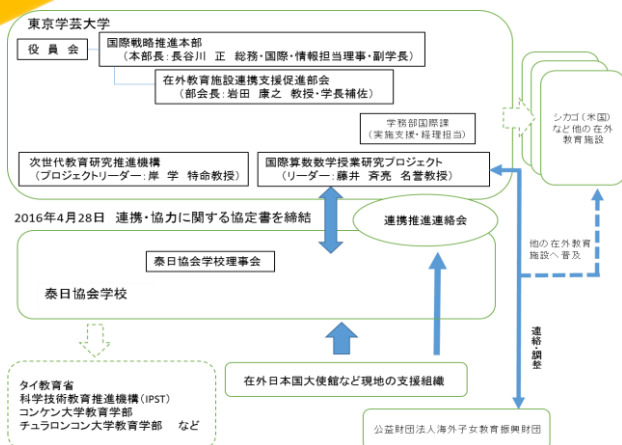 東京学芸大学
役員会
国際戦略推進本部
(本部長:長谷川 正 総務・国際・情報担当理事・副学長)
在外教育施設連携支援促進部会
(部会長:岩田 康之 教授・学長補佐)
学務部国際課
(実施支援・経理担当)
シカゴ(米国)
など他の在外
教育施設
次世代教育研究推進機構
(プロジェクトリーダー:岸 学 特命教授)
国際算数数学授業研究プロジェクト
(リーダー:藤井 斉亮 名誉教授)
2016年4月28日 連携・協力に関する協定書を締結
連携推進連絡会
他の在外教育
施設へ普及
泰日協会学校理事会
泰日協会学校
連絡・調整
タイ教育省
科学技術教育推進機構(IPST)
コンケン大学教育学部
チュラロンコン大学教育学部 など
在外日本国大使館など現地の支援組織
公益財団法人海外子女教育振興財団